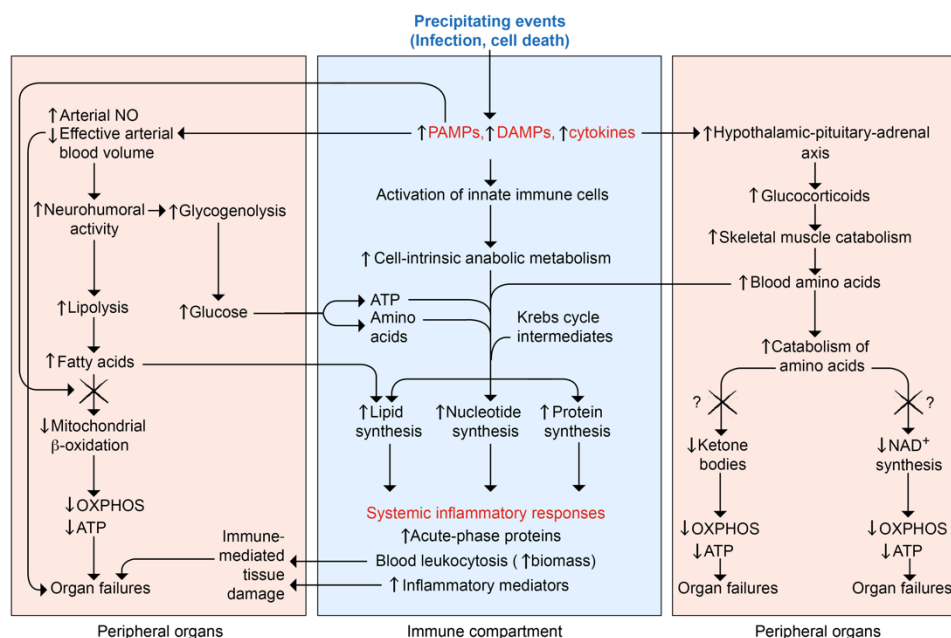 Precipitating events
(Infection, cell death)
↑Arterial NO
↓Effective arterial
blood volume
↑Neurohumoral
activity
↑Glycogenolysis
↑Lipolysis
↑Glucose
↑Fatty acids
↓Mitochondrial
β-oxidation
↓OXPHOS
↓ATP
Organ failures
Immune-
mediated
tissue
damage
Peripheral organs
↑PAMPs, ↑DAMPs, ↑cytokines
Activation of innate immune cells
↑Cell-intrinsic anabolic metabolism
ATP
Amino
acids
Krebs cycle
intermediates
↑Lipid
synthesis
↑Nucleotide
synthesis
↑Protein
synthesis
Systemic inflammatory responses
↑Acute-phase proteins
Blood leukocytosis (↑biomass)
↑Inflammatory mediators
Immune compartment
↑Hypothalamic-pituitary-adrenal
axis
↑Glucocorticoids
↑Skeletal muscle catabolism
↑Blood amino acids
↑Catabolism of
amino acids
?
?
↓Ketone
bodies
↓OXPHOS
↓ATP
Organ failures
↓NAD⁺
synthesis
↓OXPHOS
↓ATP
Organ failures
Peripheral organs